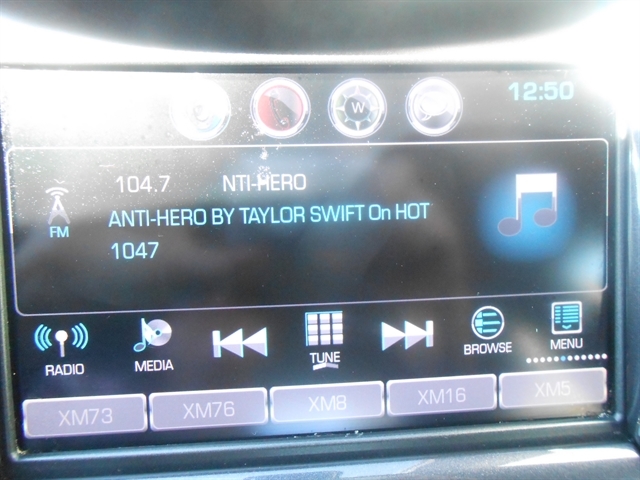 W
12:50
104.7 NTI-HERO
FM
ANTI-HERO BY TAYLOR SWIFT On HOT
1047
RADIO
MEDIA
TUNE
BROWSE
MENU
XM73 XM76 XM8 XM16 XM5